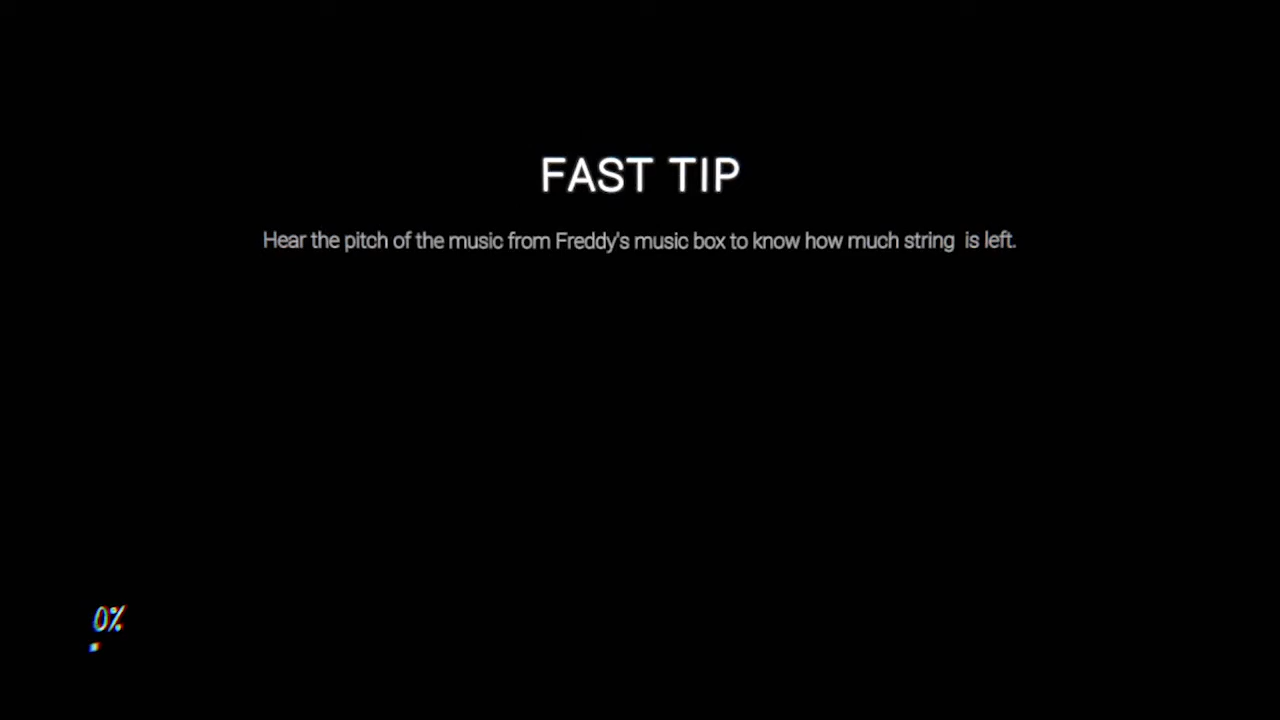 FAST TIP
Hear the pitch of the music from Freddy's music box to know how much string  is left.
0%